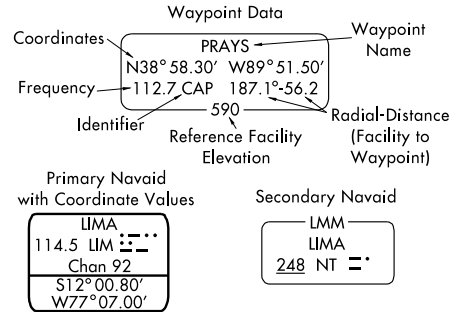 Waypoint Data
Coordinates
PRAYS
Waypoint
Name
N38° 58.30′ W89° 51.50′
Frequency
112.7 CAP 187.1°-56.2
590
Identifier
Reference Facility
Elevation
Radial-Distance
(Facility to
Waypoint)
Primary Navaid
with Coordinate Values
LIMA
114.5 LIM
Chan 92
S12° 00.80′
W77° 07.00′
Secondary Navaid
LMM
LIMA
248 NT